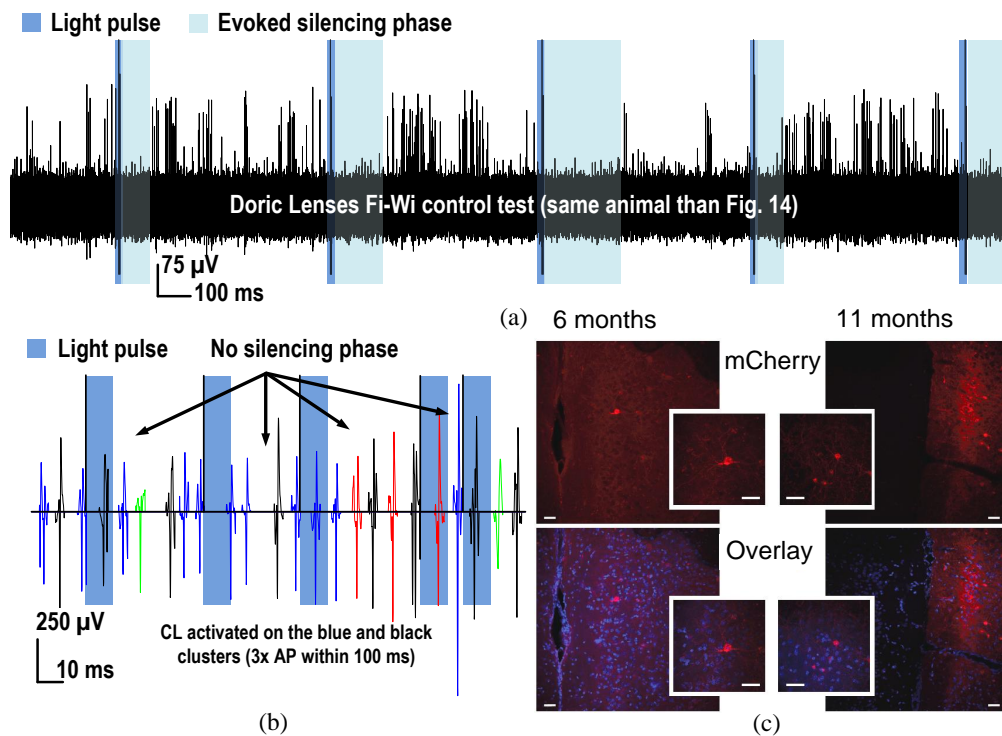 Light pulse Evoked silencing phase
Doric Lenses Fi-Wi control test (same animal than Fig. 14)
75 µV
100 ms
(a)
Light pulse No silencing phase
250 µV
10 ms
CL activated on the blue and black
clusters (3x AP within 100 ms)
(b)
6 months 11 months
mCherry
Overlay
(c)